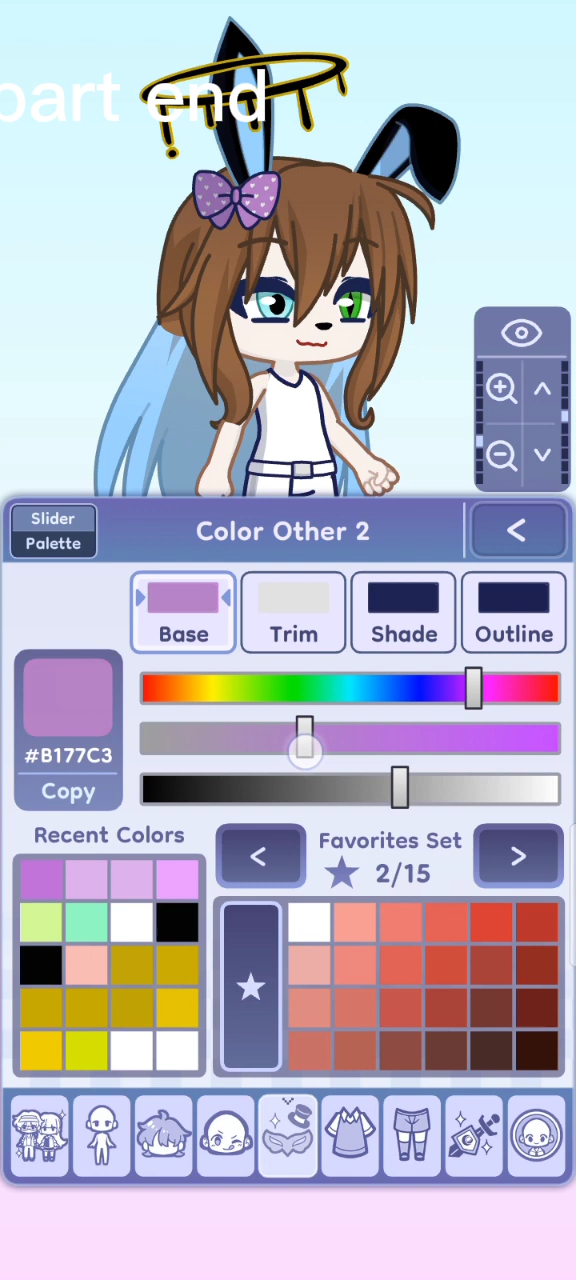 part end
Slider
Palette
Color Other 2
<
Base
Trim
Shade
Outline
#B177C3
Copy
Recent Colors
<
Favorites Set
2/15
>